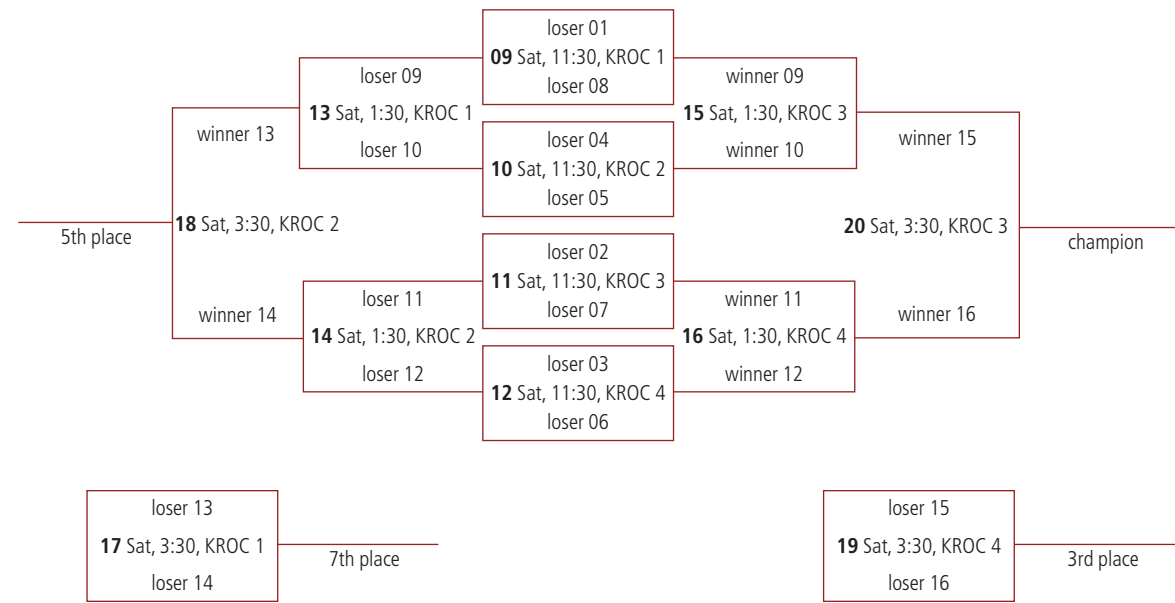 loser 01
09 Sat, 11:30, KROC 1
loser 08
loser 09
13 Sat, 1:30, KROC 1
loser 10
winner 09
15 Sat, 1:30, KROC 3
winner 10
winner 13
winner 15
loser 04
10 Sat, 11:30, KROC 2
loser 05
18 Sat, 3:30, KROC 2
5th place
20 Sat, 3:30, KROC 3
champion
loser 02
11 Sat, 11:30, KROC 3
loser 07
winner 14
loser 11
14 Sat, 1:30, KROC 2
loser 12
winner 11
16 Sat, 1:30, KROC 4
winner 12
winner 16
loser 03
12 Sat, 11:30, KROC 4
loser 06
loser 13
17 Sat, 3:30, KROC 1
loser 14
7th place
loser 15
19 Sat, 3:30, KROC 4
loser 16
3rd place